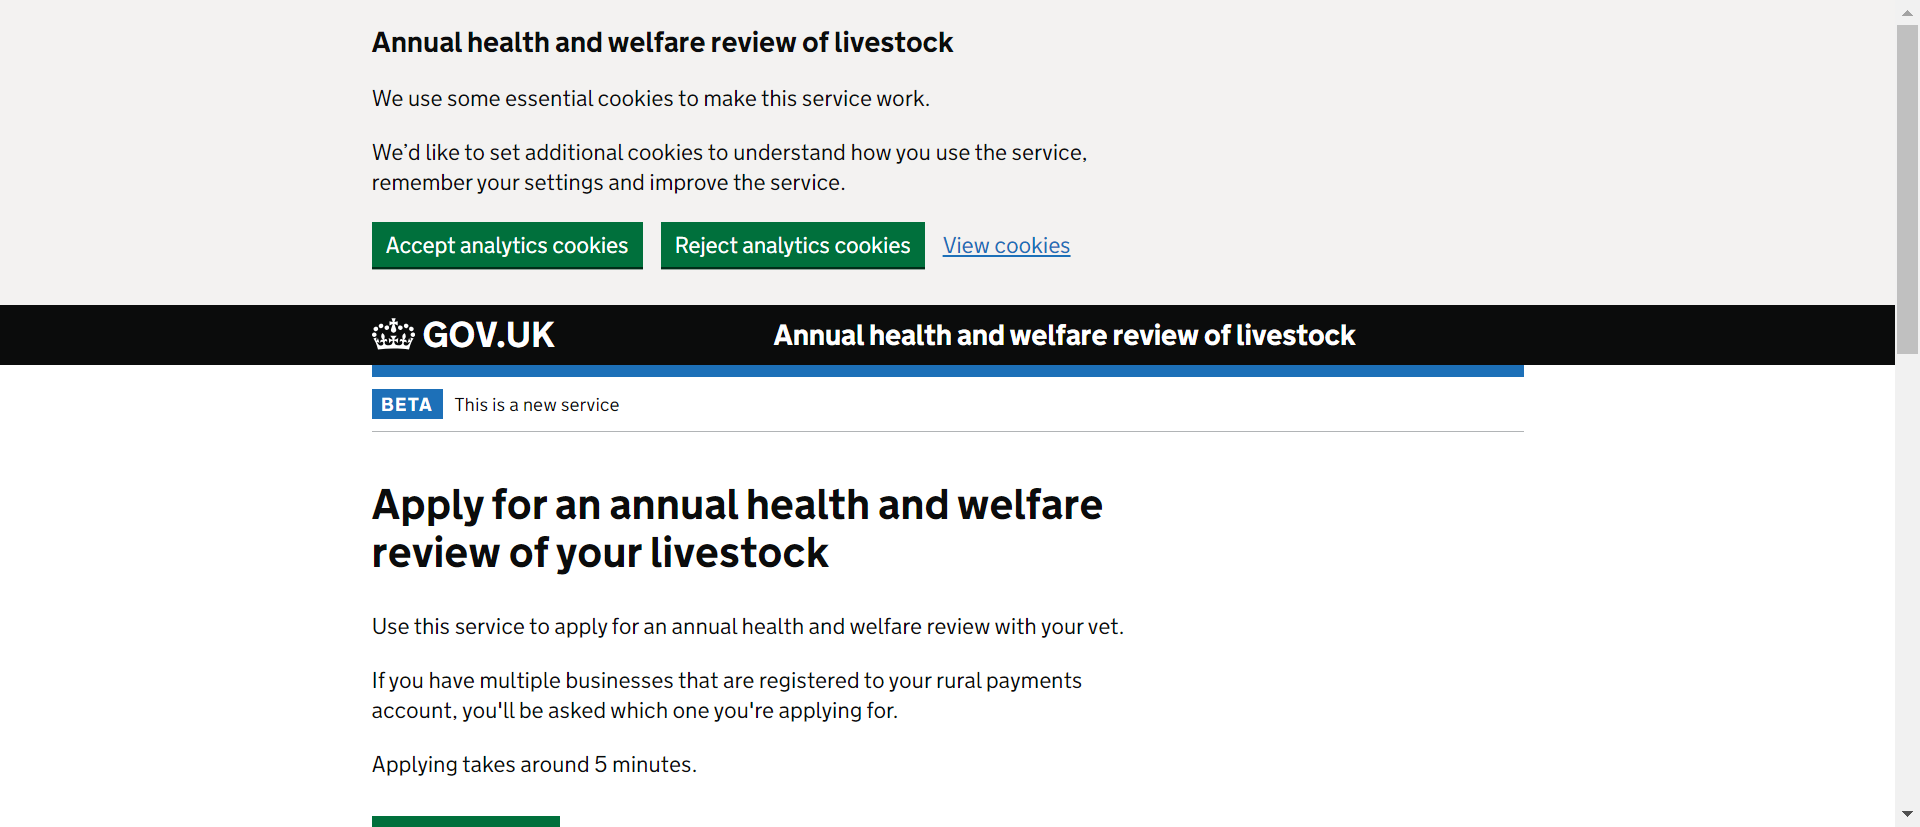 Annual health and welfare review of livestock
We use some essential cookies to make this service work.
We’d like to set additional cookies to understand how you use the service,
remember your settings and improve the service.
Accept analytics cookies Reject analytics cookies View cookies
GOV.UK Annual health and welfare review of livestock
BETA This is a new service
Apply for an annual health and welfare
review of your livestock
Use this service to apply for an annual health and welfare review with your vet.
If you have multiple businesses that are registered to your rural payments
account, you'll be asked which one you're applying for.
Applying takes around 5 minutes.